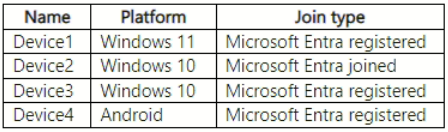 Name Platform Join type
Device1 Windows 11 Microsoft Entra registered
Device2 Windows 10 Microsoft Entra joined
Device3 Windows 10 Microsoft Entra registered
Device4 Android Microsoft Entra registered